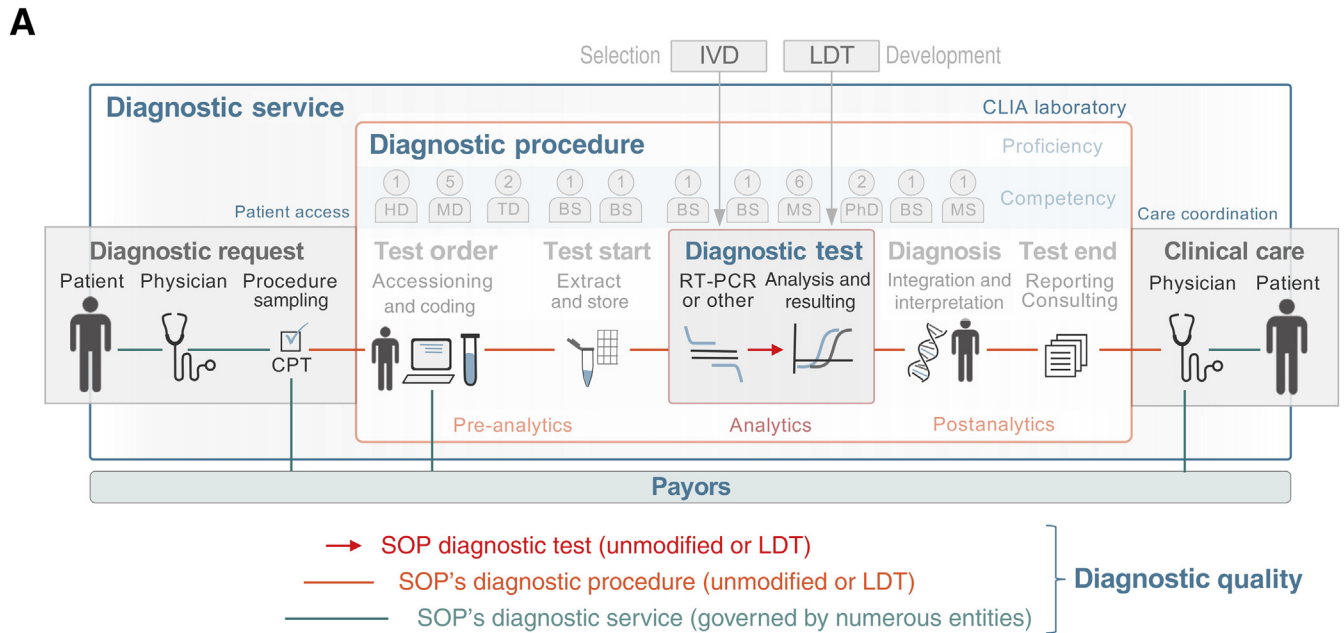 A
Selection IVD LDT Development
Diagnostic service
CLIA laboratory
Diagnostic procedure
Proficiency
1 5 2 1 1 1 1 6 2 1 1
HD MD TD BS BS BS BS MS PhD BS MS
Competency
Patient access
Care coordination
Diagnostic request
Patient Physician Procedure
sampling
CPT
Test order
Accessioning
and coding
Test start
Extract
and store
Diagnostic test
RT-PCR
or other
Analysis and
resulting
Diagnosis
Integration and
interpretation
Test end
Reporting
Consulting
Clinical care
Physician Patient
Pre-analytics Analytics Postanalytics
Payors
SOP diagnostic test (unmodified or LDT)
SOP's diagnostic procedure (unmodified or LDT)
SOP's diagnostic service (governed by numerous entities)
Diagnostic quality